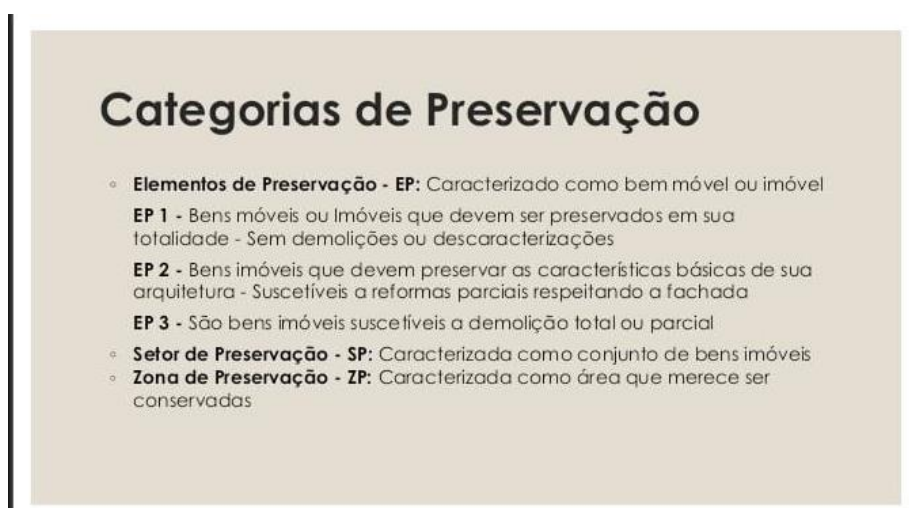 Categorias de Preservação
◦ Elementos de Preservação - EP: Caracterizado como bem móvel ou imóvel
EP 1 - Bens móveis ou Imóveis que devem ser preservados em sua
totalidade - Sem demolições ou descaracterizações
EP 2 - Bens imóveis que devem preservar as características básicas de sua
arquitetura - Suscetíveis a reformas parciais respeitando a fachada
EP 3 - São bens imóveis suscetíveis a demolição total ou parcial
◦ Setor de Preservação - SP: Caracterizada como conjunto de bens imóveis
◦ Zona de Preservação - ZP: Caracterizada como área que merece ser
conservadas